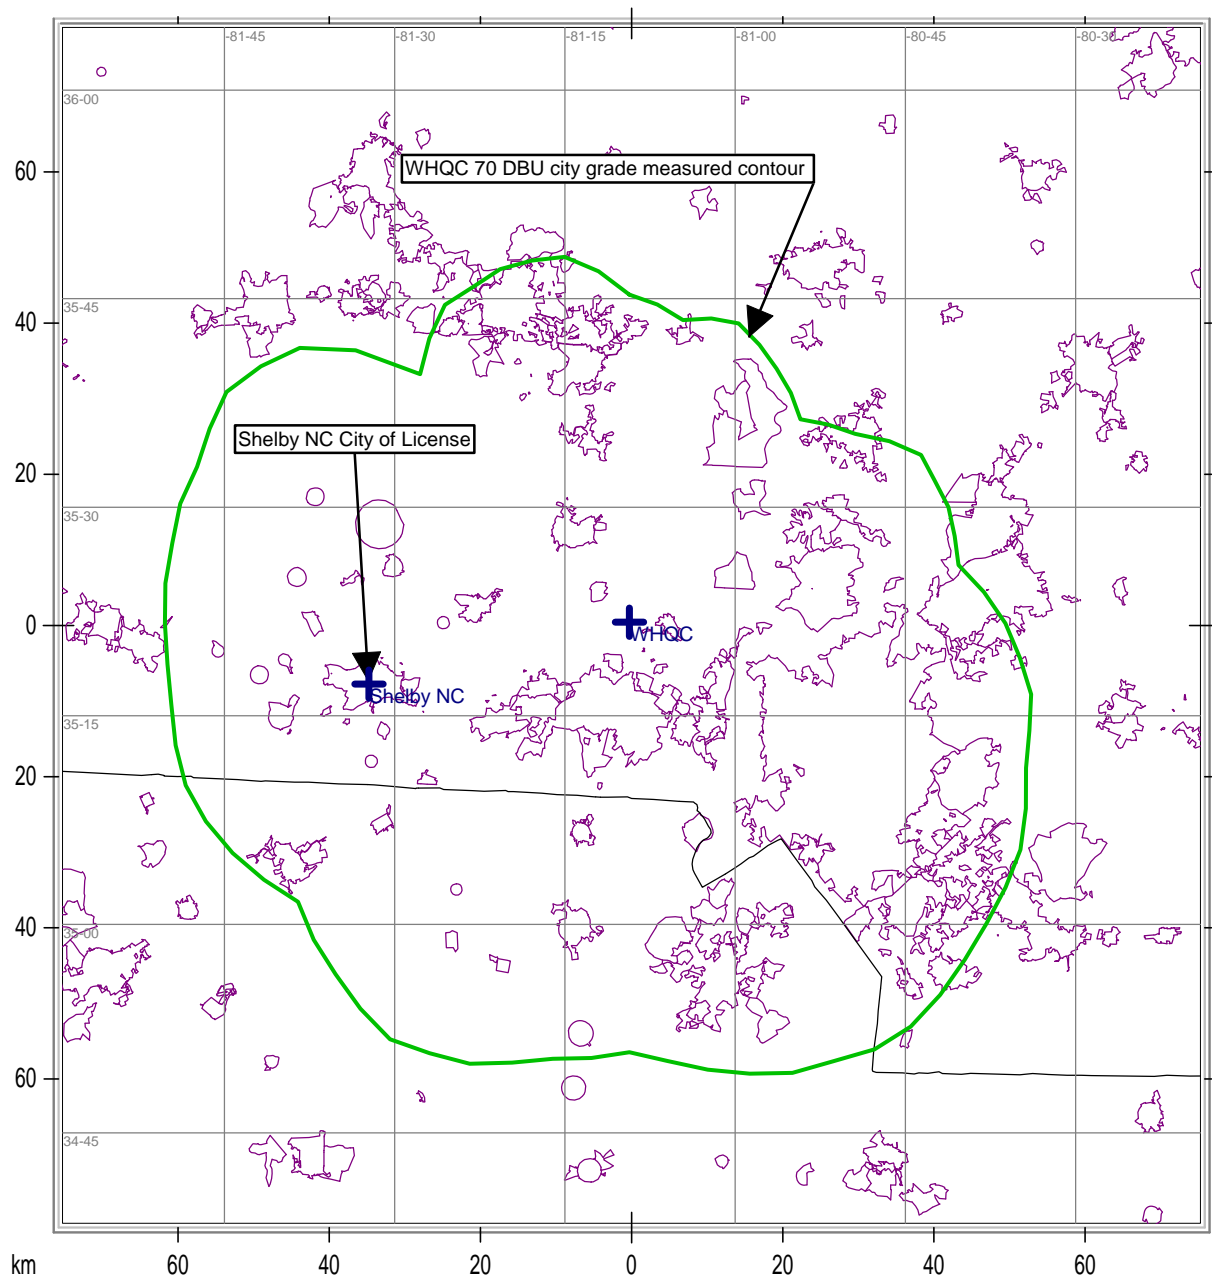 -81-45 -81-30 -81-15 -81-00 -80-45 -80-30
36-00
60
WHQC 70 DBU city grade measured contour
35-45
40
Shelby NC City of License
20
35-30
0
WHQC
Shelby NC
35-15
20
40
35-00
60
34-45
km 60 40 20 0 20 40 60